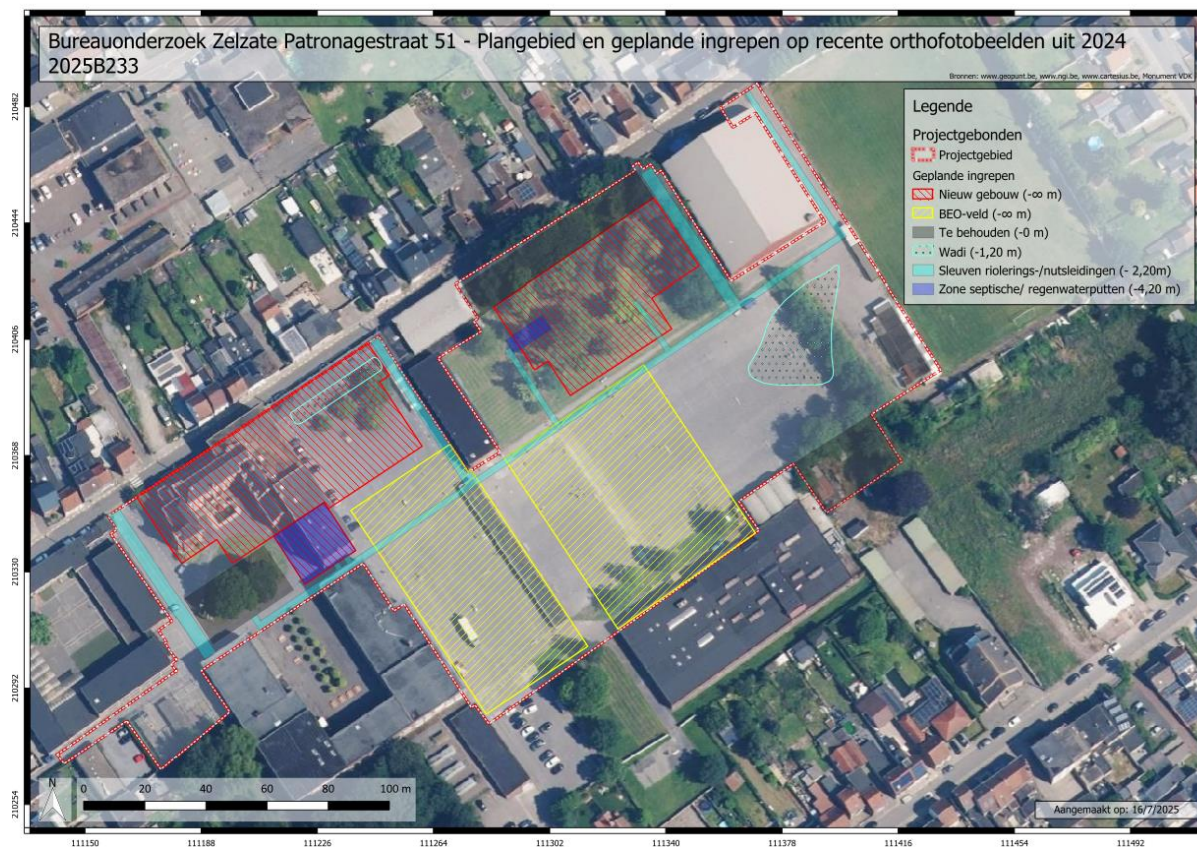 Bureauonderzoek Zelzate Patronagestraat 51 - Plangebied en geplande ingrepen op recente orthofotobeelden uit 2024
2025B233
Bronnen: www.geopunt.be, www.ngi.be, www.cartesius.be, Monument VDK
Legende
Projectgebonden
Projectgebied
Geplande ingrepen
Nieuw gebouw (-∞ m)
BEO-veld (-∞ m)
Te behouden (-0 m)
Wadi (-1,20 m)
Sleuven riolerings-/nutsleidingen (- 2,20m)
Zone septische/ regenwaterputten (-4,20 m)
210482
210444
210406
210368
210330
210292
210254
N
0 20 40 60 80 100 m
Aangemaakt op: 16/7/2025
111150 111188 111226 111264 111302 111340 111378 111416 111454 111492